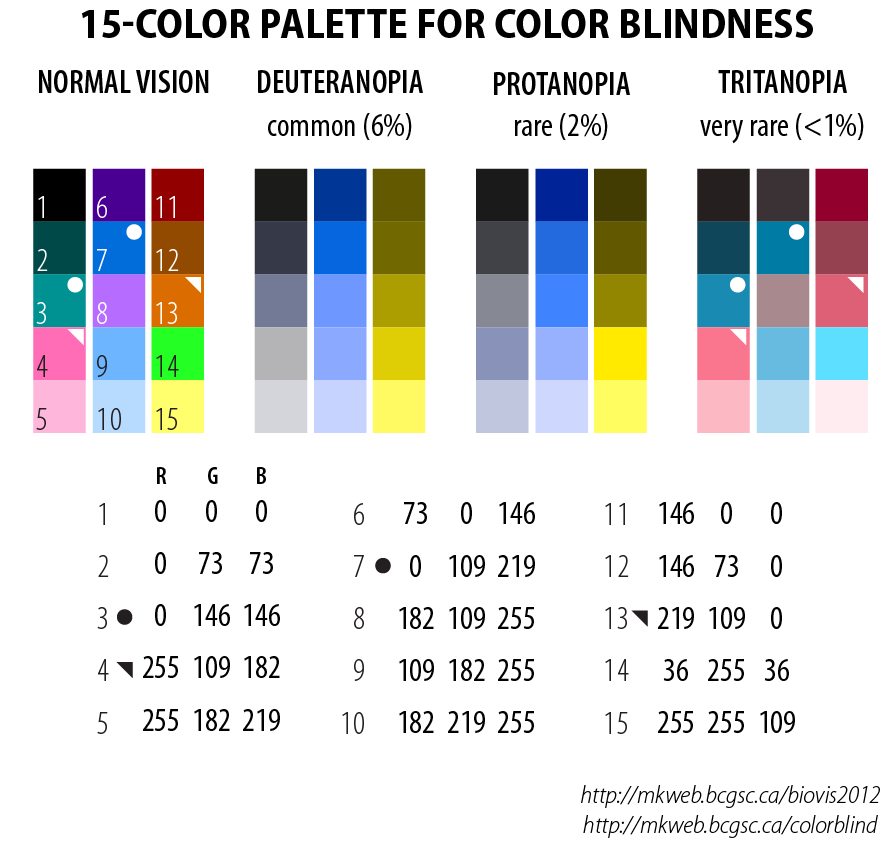 15-COLOR PALETTE FOR COLOR BLINDNESS
NORMAL VISION DEUTERANOPIA PROTANOPIA TRITANOPIA
common (6%) rare (2%) very rare (<1%)
1 6 11
2 7 12
3 8 13
4 9 14
5 10 15
R G B
1 0 0 0 6 73 0 146 11 146 0 0
2 0 73 73 7 0 109 219 12 146 73 0
3 0 146 146 8 182 109 255 13 219 109 0
4 255 109 182 9 109 182 255 14 36 255 36
5 255 182 219 10 182 219 255 15 255 255 109
http://mkweb.bcgsc.ca/biovis2012
http://mkweb.bcgsc.ca/colorblind